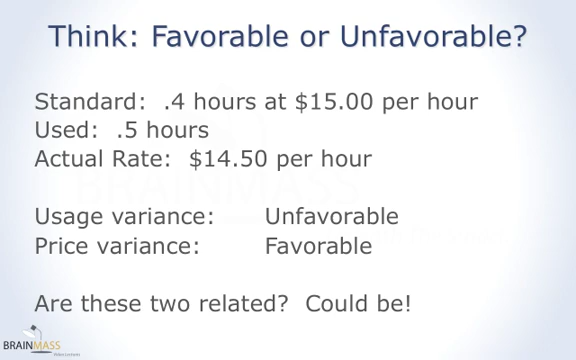 Think: Favorable or Unfavorable?
Standard: .4 hours at $15.00 per hour
Used: .5 hours
Actual Rate: $14.50 per hour
Usage variance: Unfavorable
Price variance: Favorable
Are these two related? Could be!
BRAINMASS
BRAINMASS